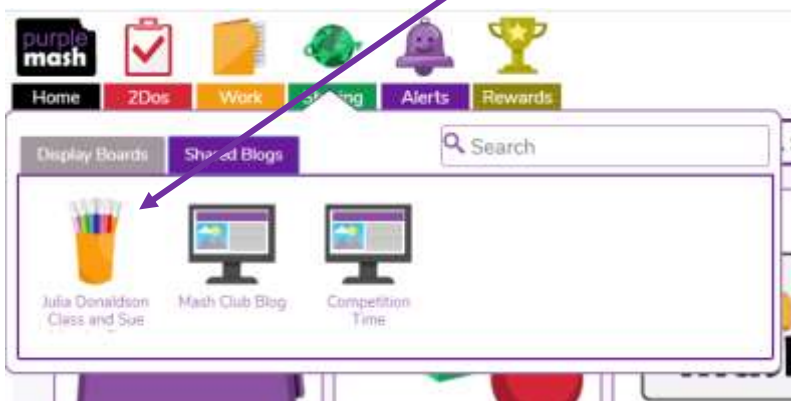 purple
mash
Home 2Dos Work Sharing Alerts Rewards
Display Boards Shared Blogs Search
Julia Donaldson Mash Club Blog Competition
Class and Sue Time